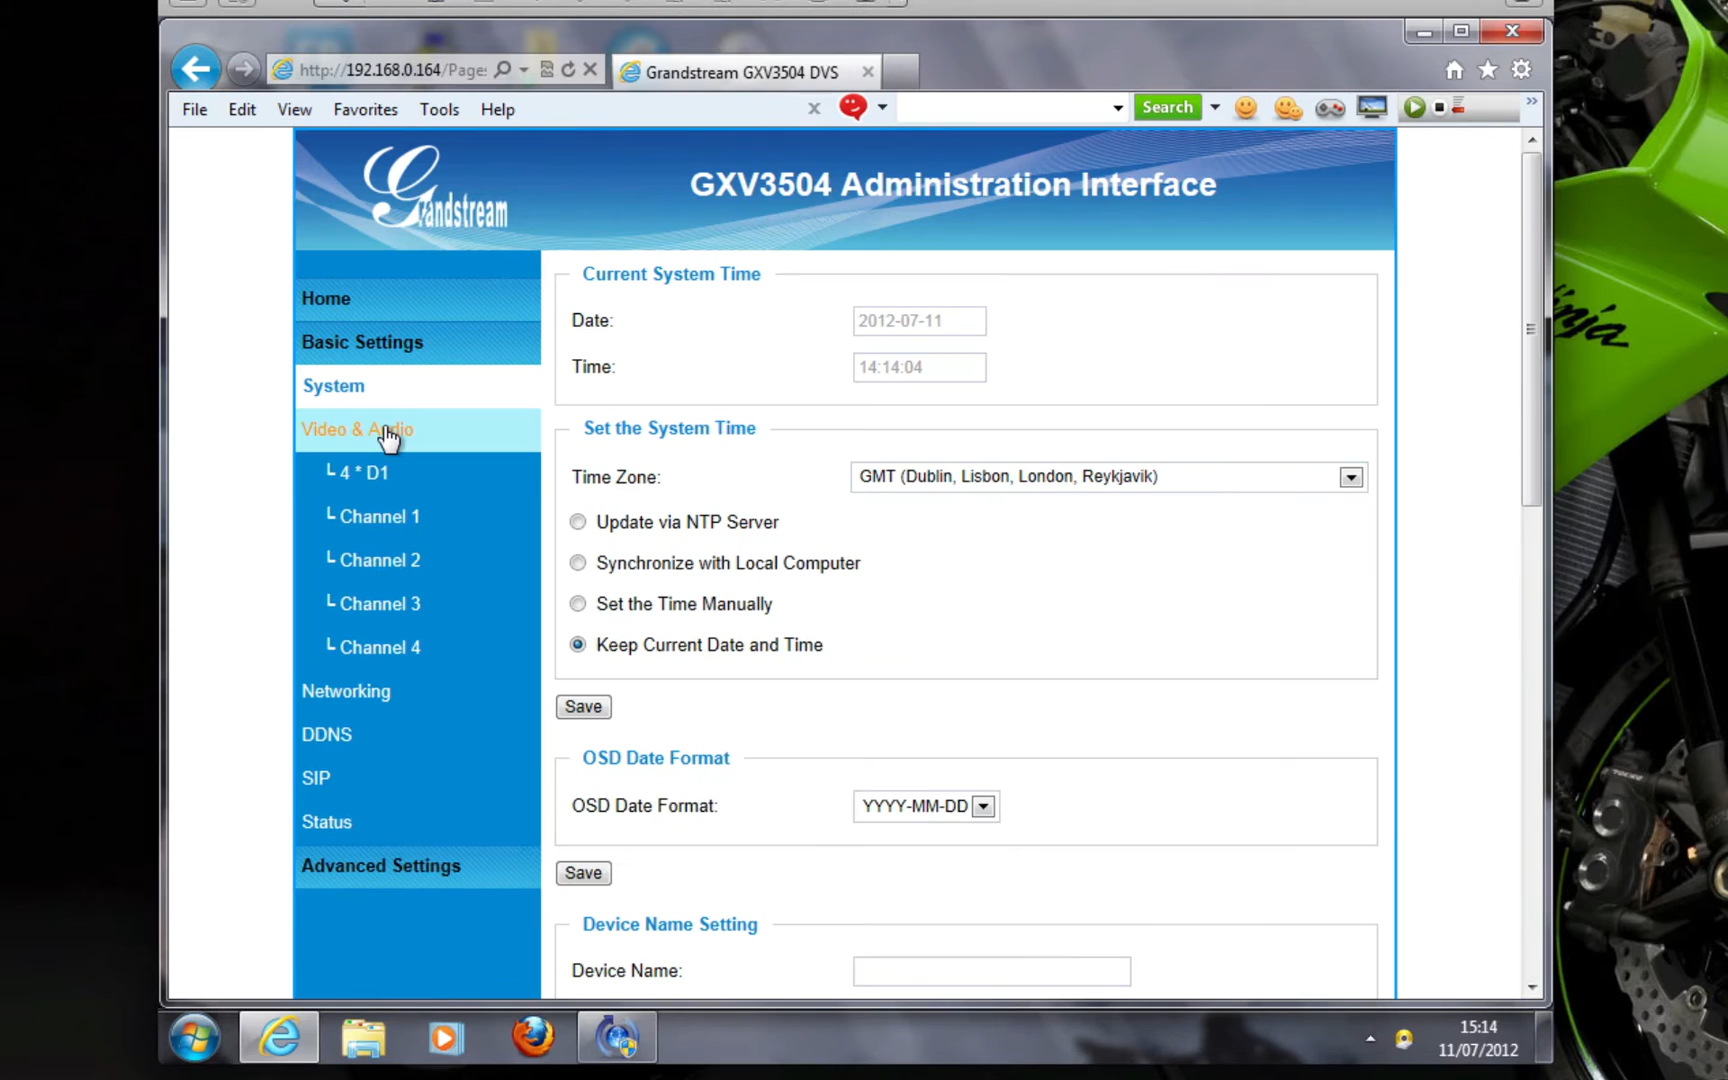 http://192.168.0.164/Page:
Grandstream GXV3504 DVS
File Edit View Favorites Tools Help
Search
Grandstream
GXV3504 Administration Interface
Home
Basic Settings
System
Video & Audio
4 * D1
Channel 1
Channel 2
Channel 3
Channel 4
Networking
DDNS
SIP
Status
Advanced Settings
Current System Time
Date: 2012-07-11
Time: 14:14:04
Set the System Time
Time Zone: GMT (Dublin, Lisbon, London, Reykjavik)
Update via NTP Server
Synchronize with Local Computer
Set the Time Manually
Keep Current Date and Time
Save
OSD Date Format
OSD Date Format: YYYY-MM-DD
Save
Device Name Setting
Device Name:
Ninja
15:14
11/07/2012